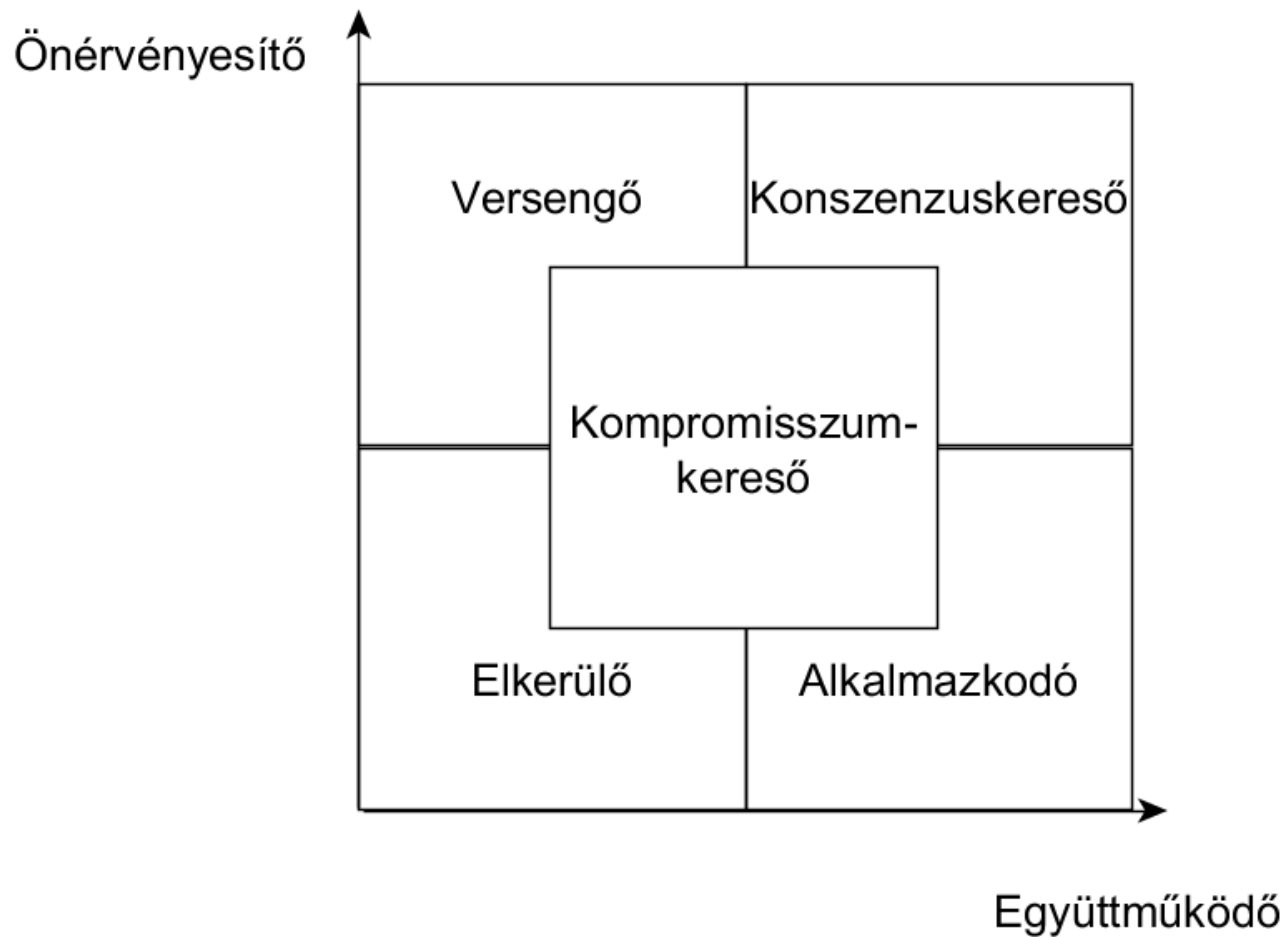 Önérvényesítő
Versengő
Konszenzuskereső
Kompromisszum-
kereső
Elkerülő
Alkalmazkodó
Együttműködő